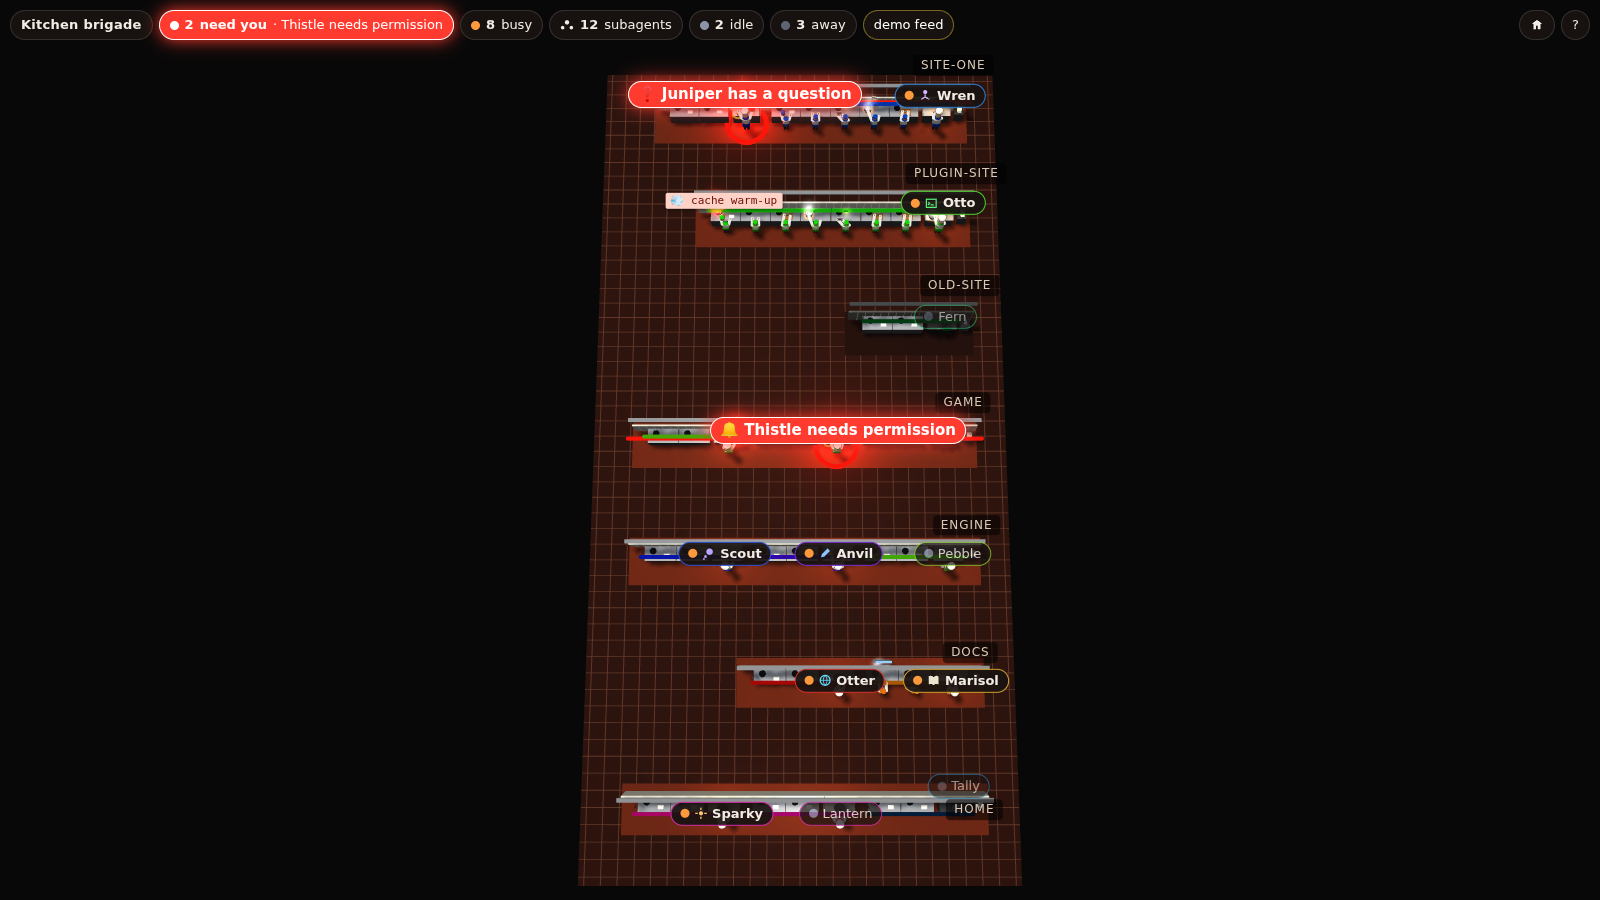 Kitchen brigade
2 need you · Thistle needs permission
8 busy
12 subagents
2 idle
3 away
demo feed
?
SITE-ONE
Juniper has a question
Wren
PLUGIN-SITE
cache warm-up
Otto
OLD-SITE
Fern
GAME
Thistle needs permission
ENGINE
Scout
Anvil
Pebble
DOCS
Otter
Marisol
Tally
HOME
Sparky
Lantern